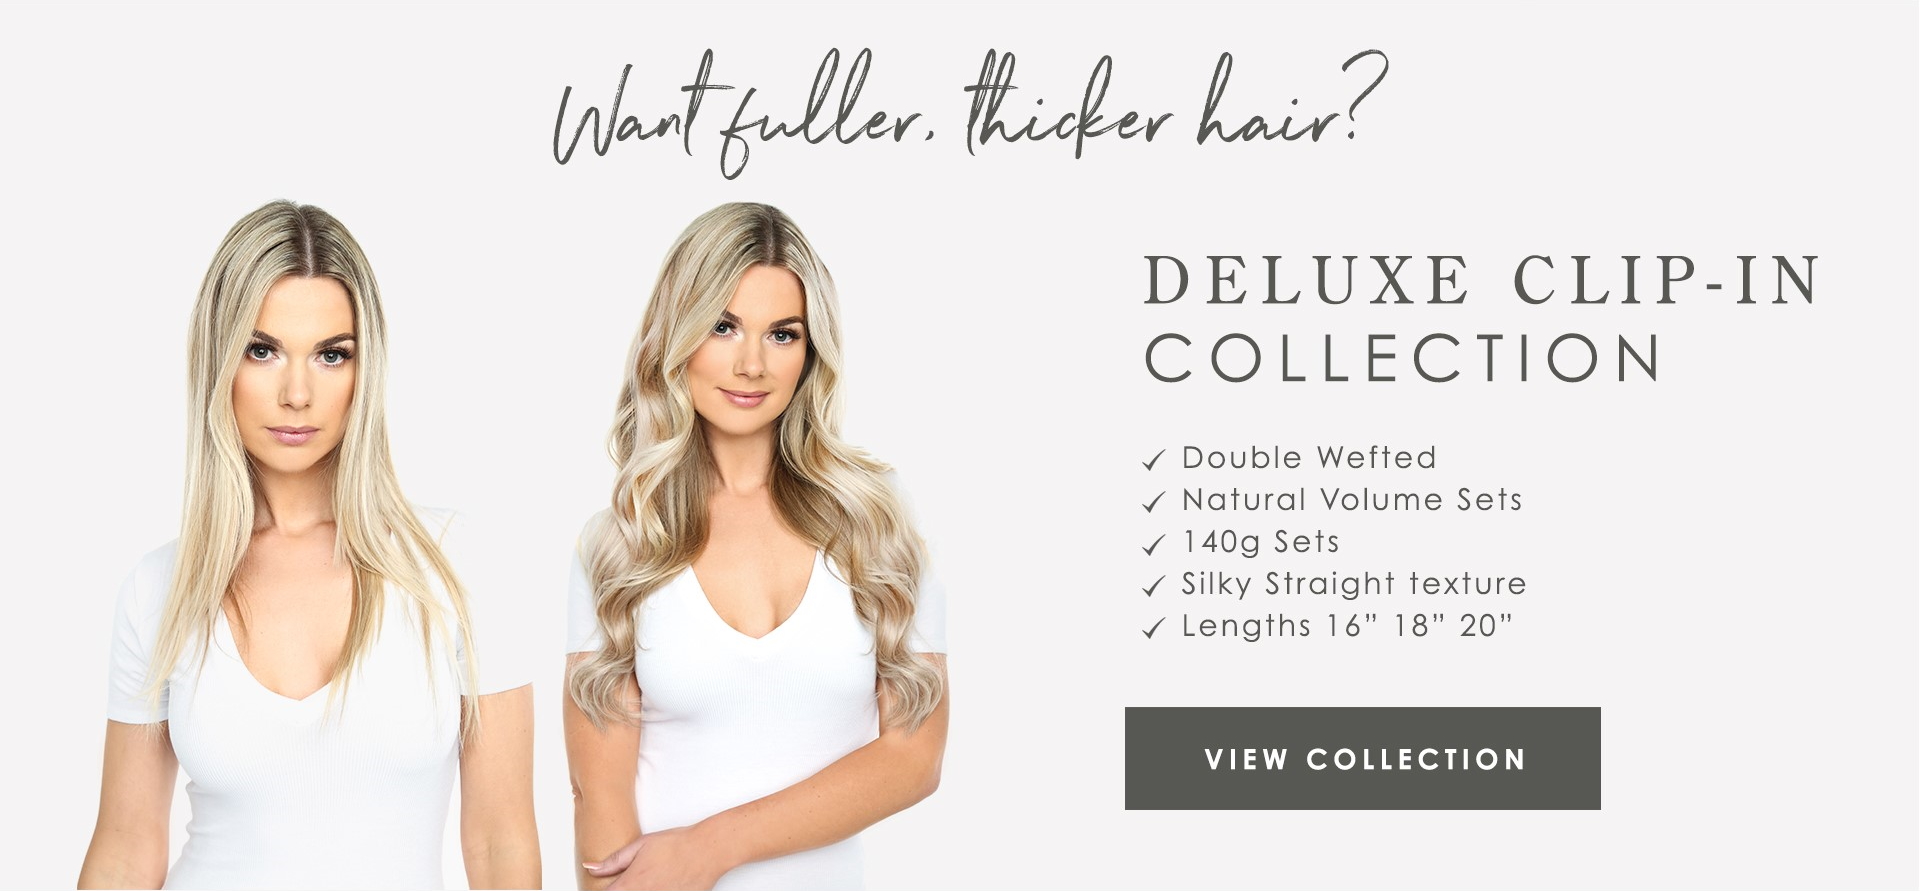 Want fuller, thicker hair?
DELUXE CLIP-IN
COLLECTION
✓ Double Wefted
✓ Natural Volume Sets
✓ 140g Sets
✓ Silky Straight texture
✓ Lengths 16” 18” 20”
VIEW COLLECTION